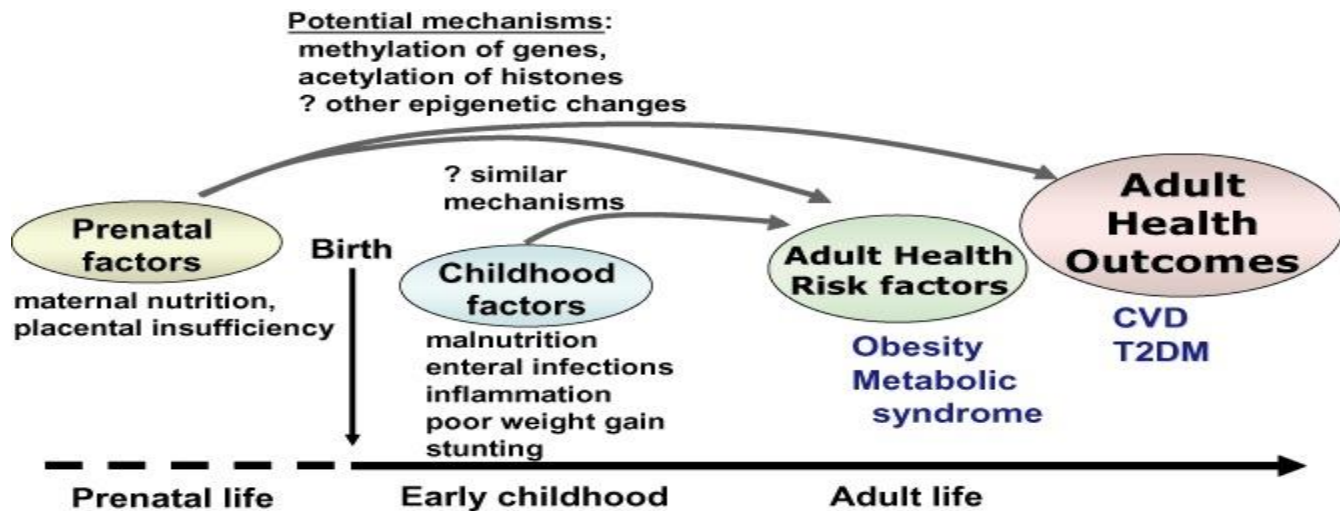 Potential mechanisms:
methylation of genes,
acetylation of histones
? other epigenetic changes
? similar
mechanisms
Prenatal
factors
maternal nutrition,
placental insufficiency
Birth
Childhood
factors
malnutrition
enteral infections
inflammation
poor weight gain
stunting
Adult Health
Risk factors
Obesity
Metabolic
syndrome
Adult
Health
Outcomes
CVD
T2DM
Prenatal life
Early childhood
Adult life